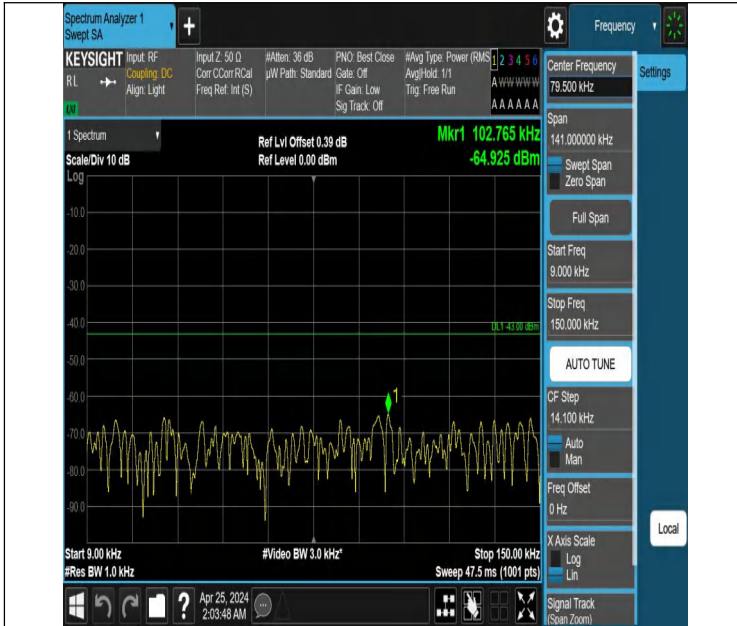 Spectrum Analyzer 1
Swept SA
+
Frequency
KEYSIGHT
RL
Input: RF
Coupling: DC
Align: Light
Input Z: 50 Ω
Corr CCorr RCal
Freq Ref: Int (S)
#Atten: 36 dB
µW Path: Standard
PNO: Best Close
Gate: Off
IF Gain: Low
Sig Track: Off
#Avg Type: Power (RMS
Avg|Hold: 1/1
Trig: Free Run
1 2 3 4 5 6
A W W W W W
A A A A A A
Center Frequency
79.500 kHz
Settings
Span
141.000000 kHz
Swept Span
Zero Span
Full Span
Start Freq
9.000 kHz
Stop Freq
150.000 kHz
AUTO TUNE
CF Step
14.100 kHz
Auto
Man
Freq Offset
0 Hz
X Axis Scale
Log
Lin
Signal Track
(Span Zoom)
Local
1 Spectrum
Scale/Div 10 dB
Log
Ref Lvl Offset 0.39 dB
Ref Level 0.00 dBm
Mkr1 102.765 kHz
-64.925 dBm
-10.0
-20.0
-30.0
-40.0
DL1 -43.00 dBm
-50.0
-60.0
1
-70.0
-80.0
-90.0
Start 9.00 kHz
#Res BW 1.0 kHz
#Video BW 3.0 kHz*
Stop 150.00 kHz
Sweep 47.5 ms (1001 pts)
?
Apr 25, 2024
2:03:48 AM